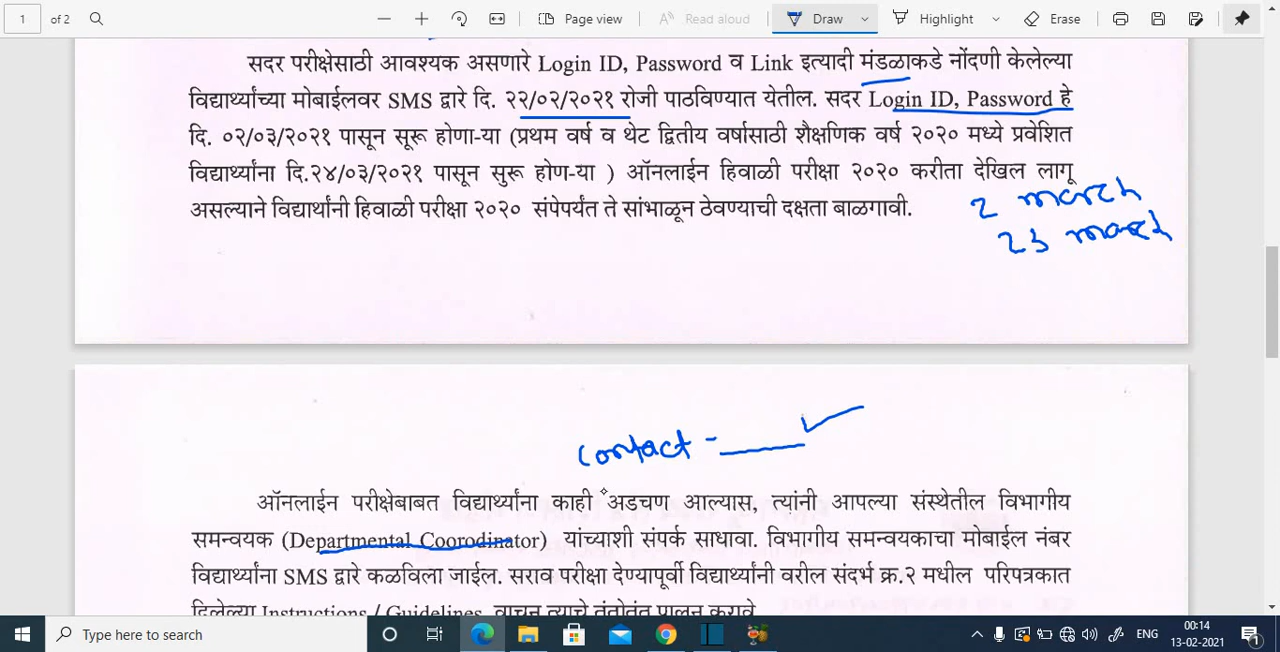 1 of 2 Page view Read aloud Draw Highlight Erase
सदर परीक्षेसाठी आवश्यक असणारे Login ID, Password व Link इत्यादी मंडळाकडे नोंदणी केलेल्या
विद्यार्थ्यांच्या मोबाईलवर SMS द्वारे दि. २२/०२/२०२१ रोजी पाठविण्यात येतील. सदर Login ID, Password हे
दि. ०२/०३/२०२१ पासून सूरू होणा-या (प्रथम वर्ष व थेट द्वितीय वर्षासाठी शैक्षणिक वर्ष २०२० मध्ये प्रवेशित
विद्यार्थ्यांना दि.२४/०३/२०२१ पासून सुरू होण-या ) ऑनलाईन हिवाळी परीक्षा २०२० करीता देखिल लागू
असल्याने विद्यार्थांनी हिवाळी परीक्षा २०२० संपेपर्यंत ते सांभाळून ठेवण्याची दक्षता बाळगावी.
2 march
23 march
contact -
ऑनलाईन परीक्षेबाबत विद्यार्थ्यांना काही अडचण आल्यास, त्यांनी आपल्या संस्थेतील विभागीय
समन्वयक (Departmental Coorodinator) यांच्याशी संपर्क साधावा. विभागीय समन्वयकाचा मोबाईल नंबर
विद्यार्थ्यांना SMS द्वारे कळविला जाईल. सराव परीक्षा देण्यापूर्वी विद्यार्थ्यांनी वरील संदर्भ क्र.२ मधील परिपत्रकात
दिलेल्या Instructions / Guidelines वाचून त्याचे तंतोतंत पालन करावे.
Type here to search ENG 00:14
13-02-2021 1